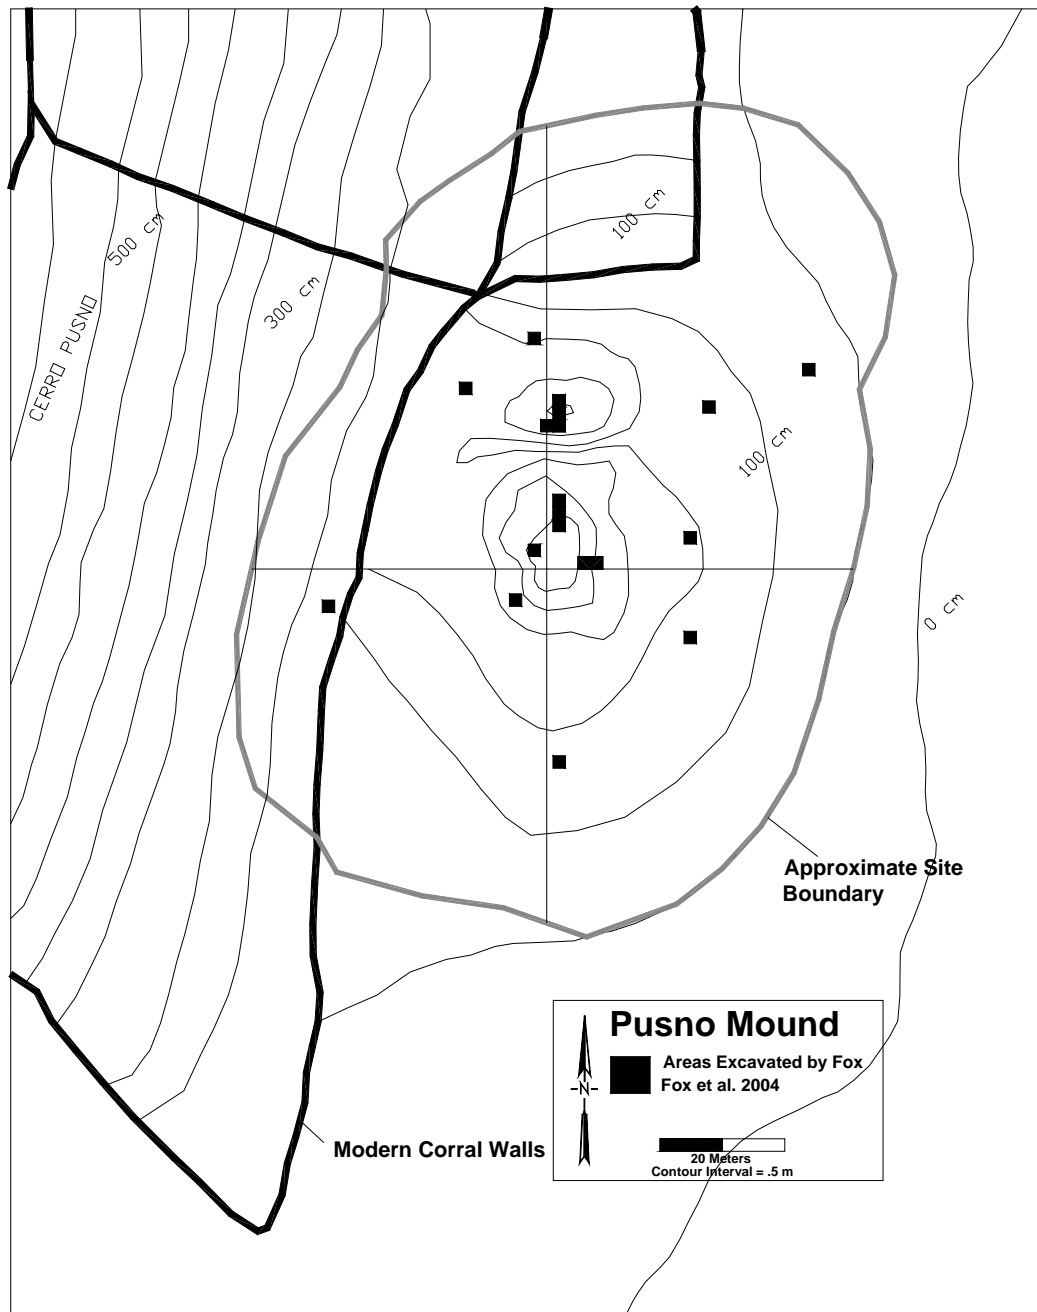 100 cm
500 cm
300 cm
CERRO PUSNO
100 cm
0 cm
Approximate Site
Boundary
Pusno Mound
Areas Excavated by Fox
Fox et al. 2004
N
20 Meters
Contour Interval = .5 m
Modern Corral Walls